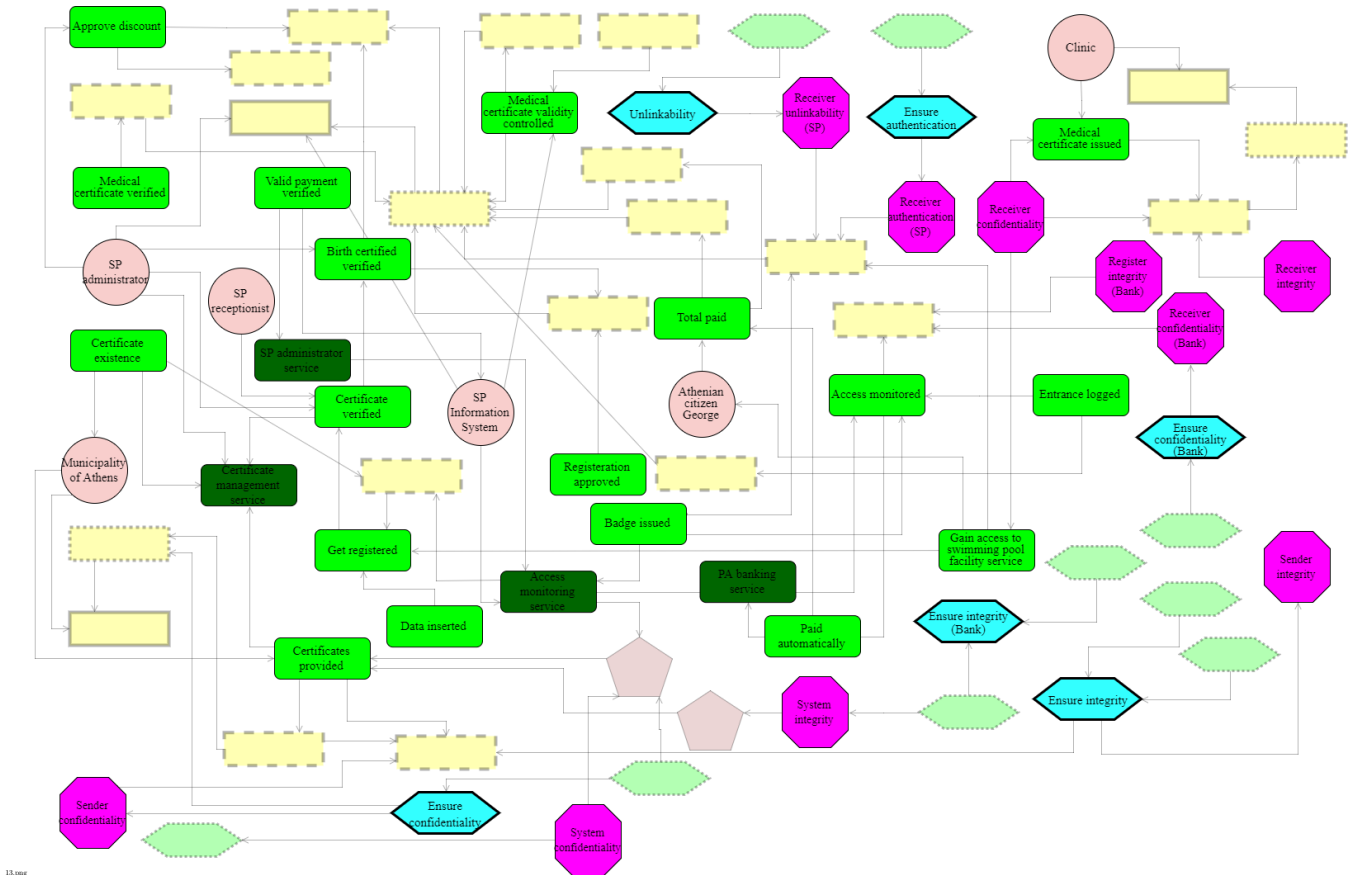 Approve discount
Clinic
Medical
certificate validity
controlled
Unlinkability
Receiver
unlinkability
(SP)
Ensure
authentication
Medical
certificate issued
Medical
certificate verified
Valid payment
verified
Receiver
authentication
(SP)
Receiver
confidentiality
Birth certified
verified
SP
administrator
SP
receptionist
Register
integrity
(Bank)
Receiver
integrity
Total paid
Receiver
confidentiality
(Bank)
Certificate
existence
SP administrator
service
Certificate
verified
SP
Information
System
Athenian
citizen
George
Access monitored
Entrance logged
Ensure
confidentiality
(Bank)
Municipality
of Athens
Certificate
management
service
Registeration
approved
Badge issued
Get registered
Gain access to
swimming pool
facility service
Sender
integrity
Access
monitoring
service
PA banking
service
Data inserted
Paid
automatically
Ensure integrity
(Bank)
Certificates
provided
System
integrity
Ensure integrity
Sender
confidentiality
Ensure
confidentiality
System
confidentiality